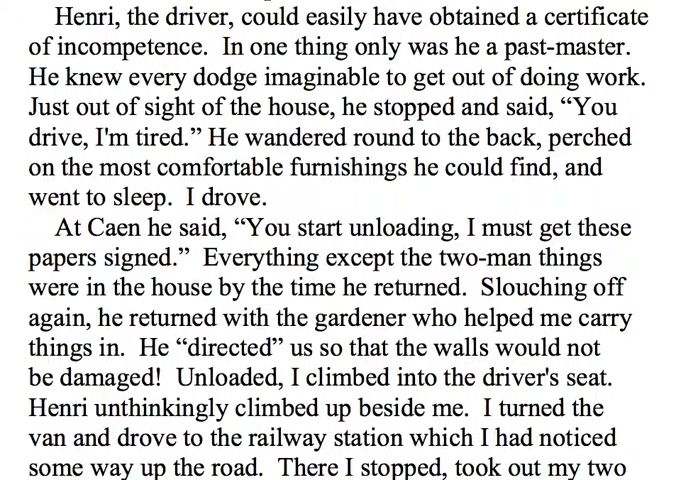 Henri, the driver, could easily have obtained a certificate
of incompetence.  In one thing only was he a past-master.
He knew every dodge imaginable to get out of doing work.
Just out of sight of the house, he stopped and said, “You
drive, I'm tired.” He wandered round to the back, perched
on the most comfortable furnishings he could find, and
went to sleep.  I drove.
At Caen he said, “You start unloading, I must get these
papers signed.”  Everything except the two-man things
were in the house by the time he returned.  Slouching off
again, he returned with the gardener who helped me carry
things in.  He “directed” us so that the walls would not
be damaged!  Unloaded, I climbed into the driver's seat.
Henri unthinkingly climbed up beside me.  I turned the
van and drove to the railway station which I had noticed
some way up the road.  There I stopped, took out my two